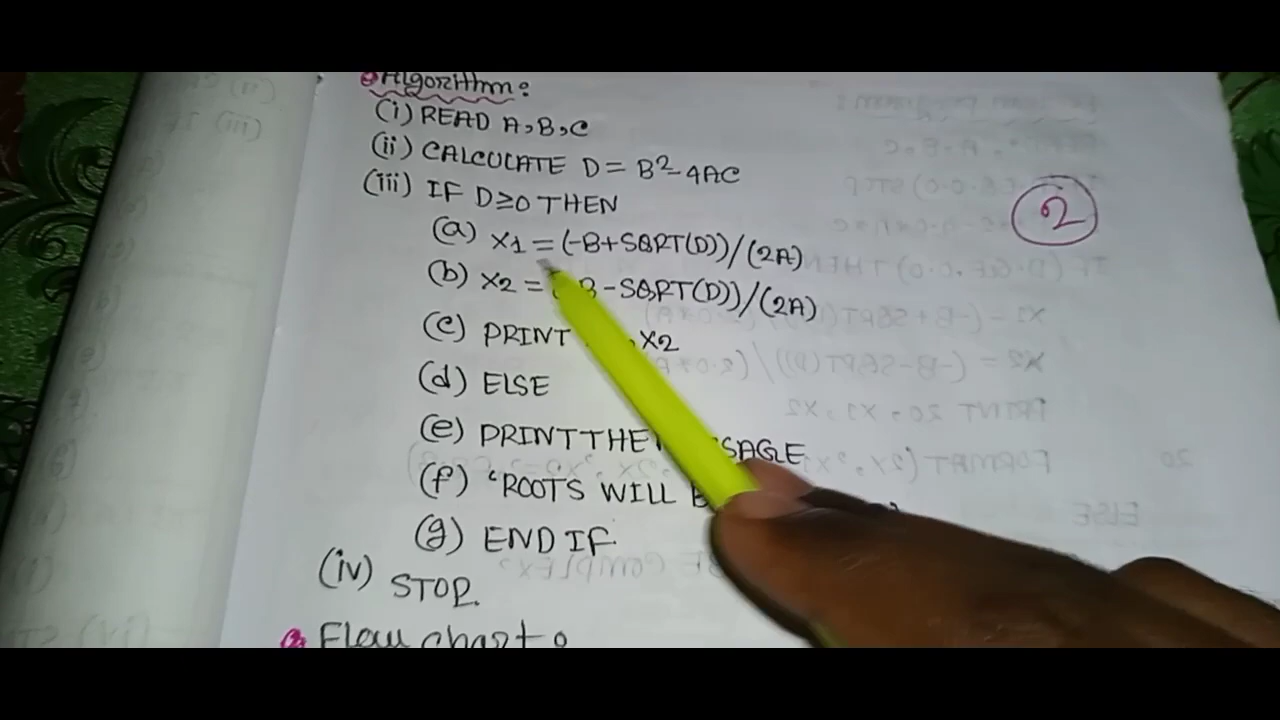 Algorithm:
(i) READ A,B,C
(ii) CALCULATE D = B²-4AC
(iii) IF D≥0 THEN
2
(a) X1 = (-B+SQRT(D))/(2A)
(b) X2 = B-SQRT(D))/(2A)
(c) PRINT ,X2
(d) ELSE
(e) PRINT THE
(f) 'ROOTS WILL
(g) END IF.
(iv) STOP.
Flow chart: